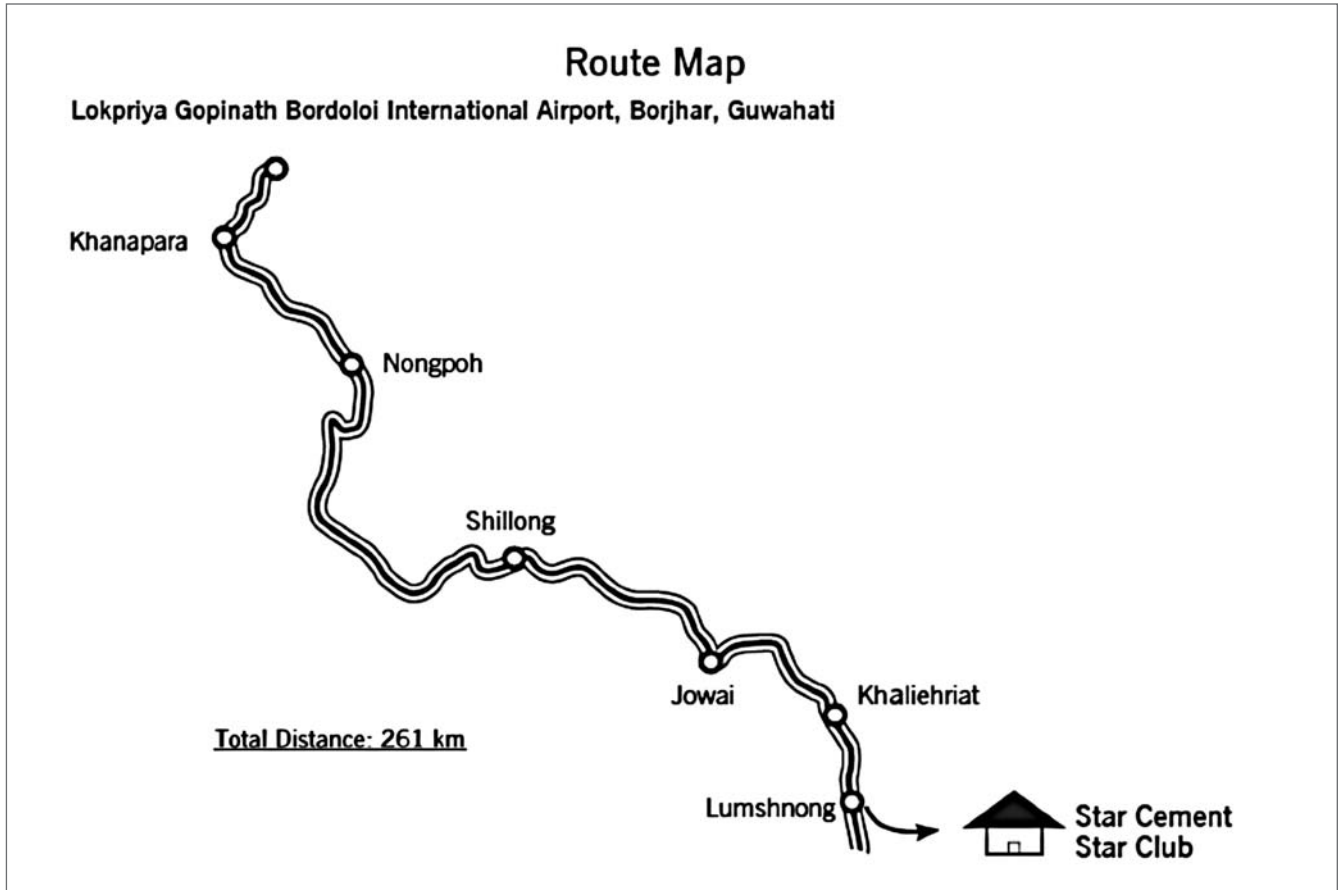 Route Map
Lokpriya Gopinath Bordoloi International Airport, Borjhar, Guwahati
Khanapara
Nongpoh
Shillong
Jowai
Khaliehriat
Total Distance: 261 km
Lumshnong
Star Cement
Star Club